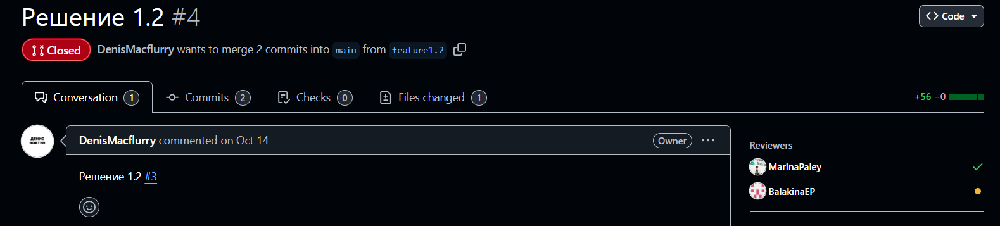 Решение 1.2 #4
Code
Closed
DenisMacflurry wants to merge 2 commits into main from feature1.2
Conversation 1
Commits 2
Checks 0
Files changed 1
+56 −0
ДЕНИС
КОВТУН
DenisMacflurry commented on Oct 14
Owner
Решение 1.2 #3
Reviewers
MarinaPaley
BalakinaEP